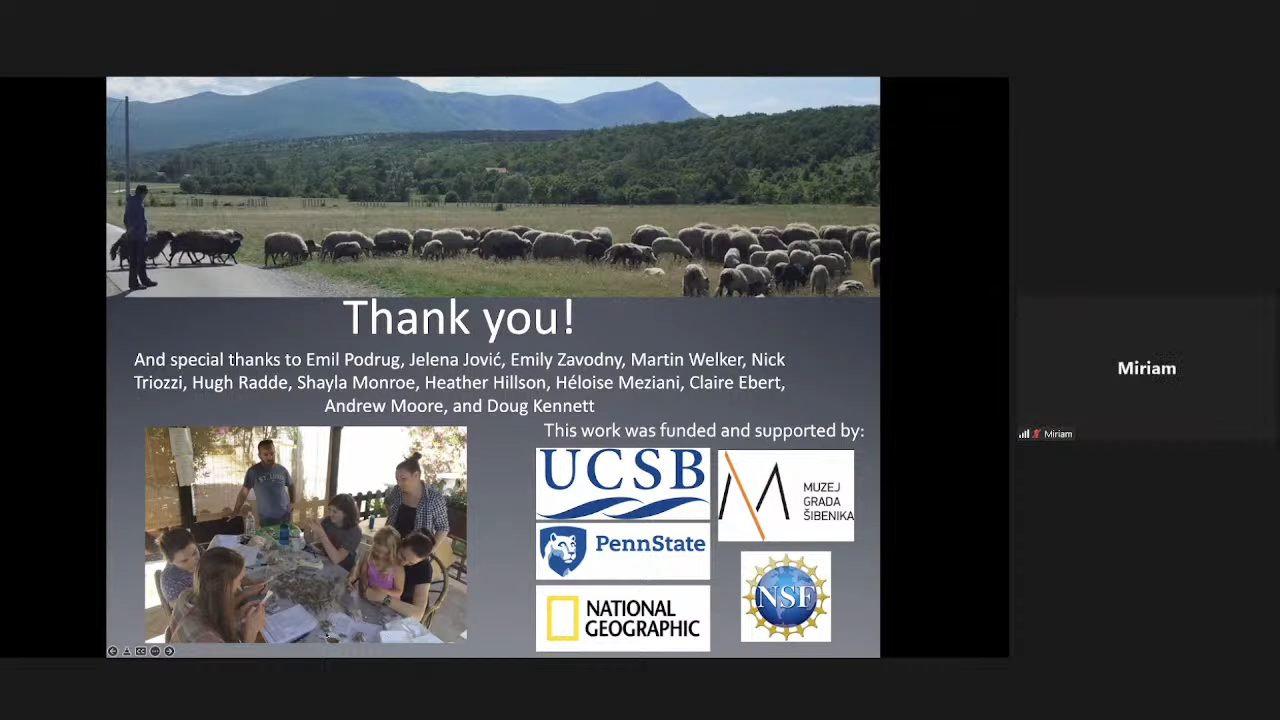 Thank you!
And special thanks to Emil Podrug, Jelena Jović, Emily Zavodny, Martin Welker, Nick
Triozzi, Hugh Radde, Shayla Monroe, Heather Hillson, Héloise Meziani, Claire Ebert,
Andrew Moore, and Doug Kennett
This work was funded and supported by:
UCSB
MUZEJ
GRADA
ŠIBENIKA
PennState
NATIONAL
GEOGRAPHIC
NSF
Miriam
Miriam